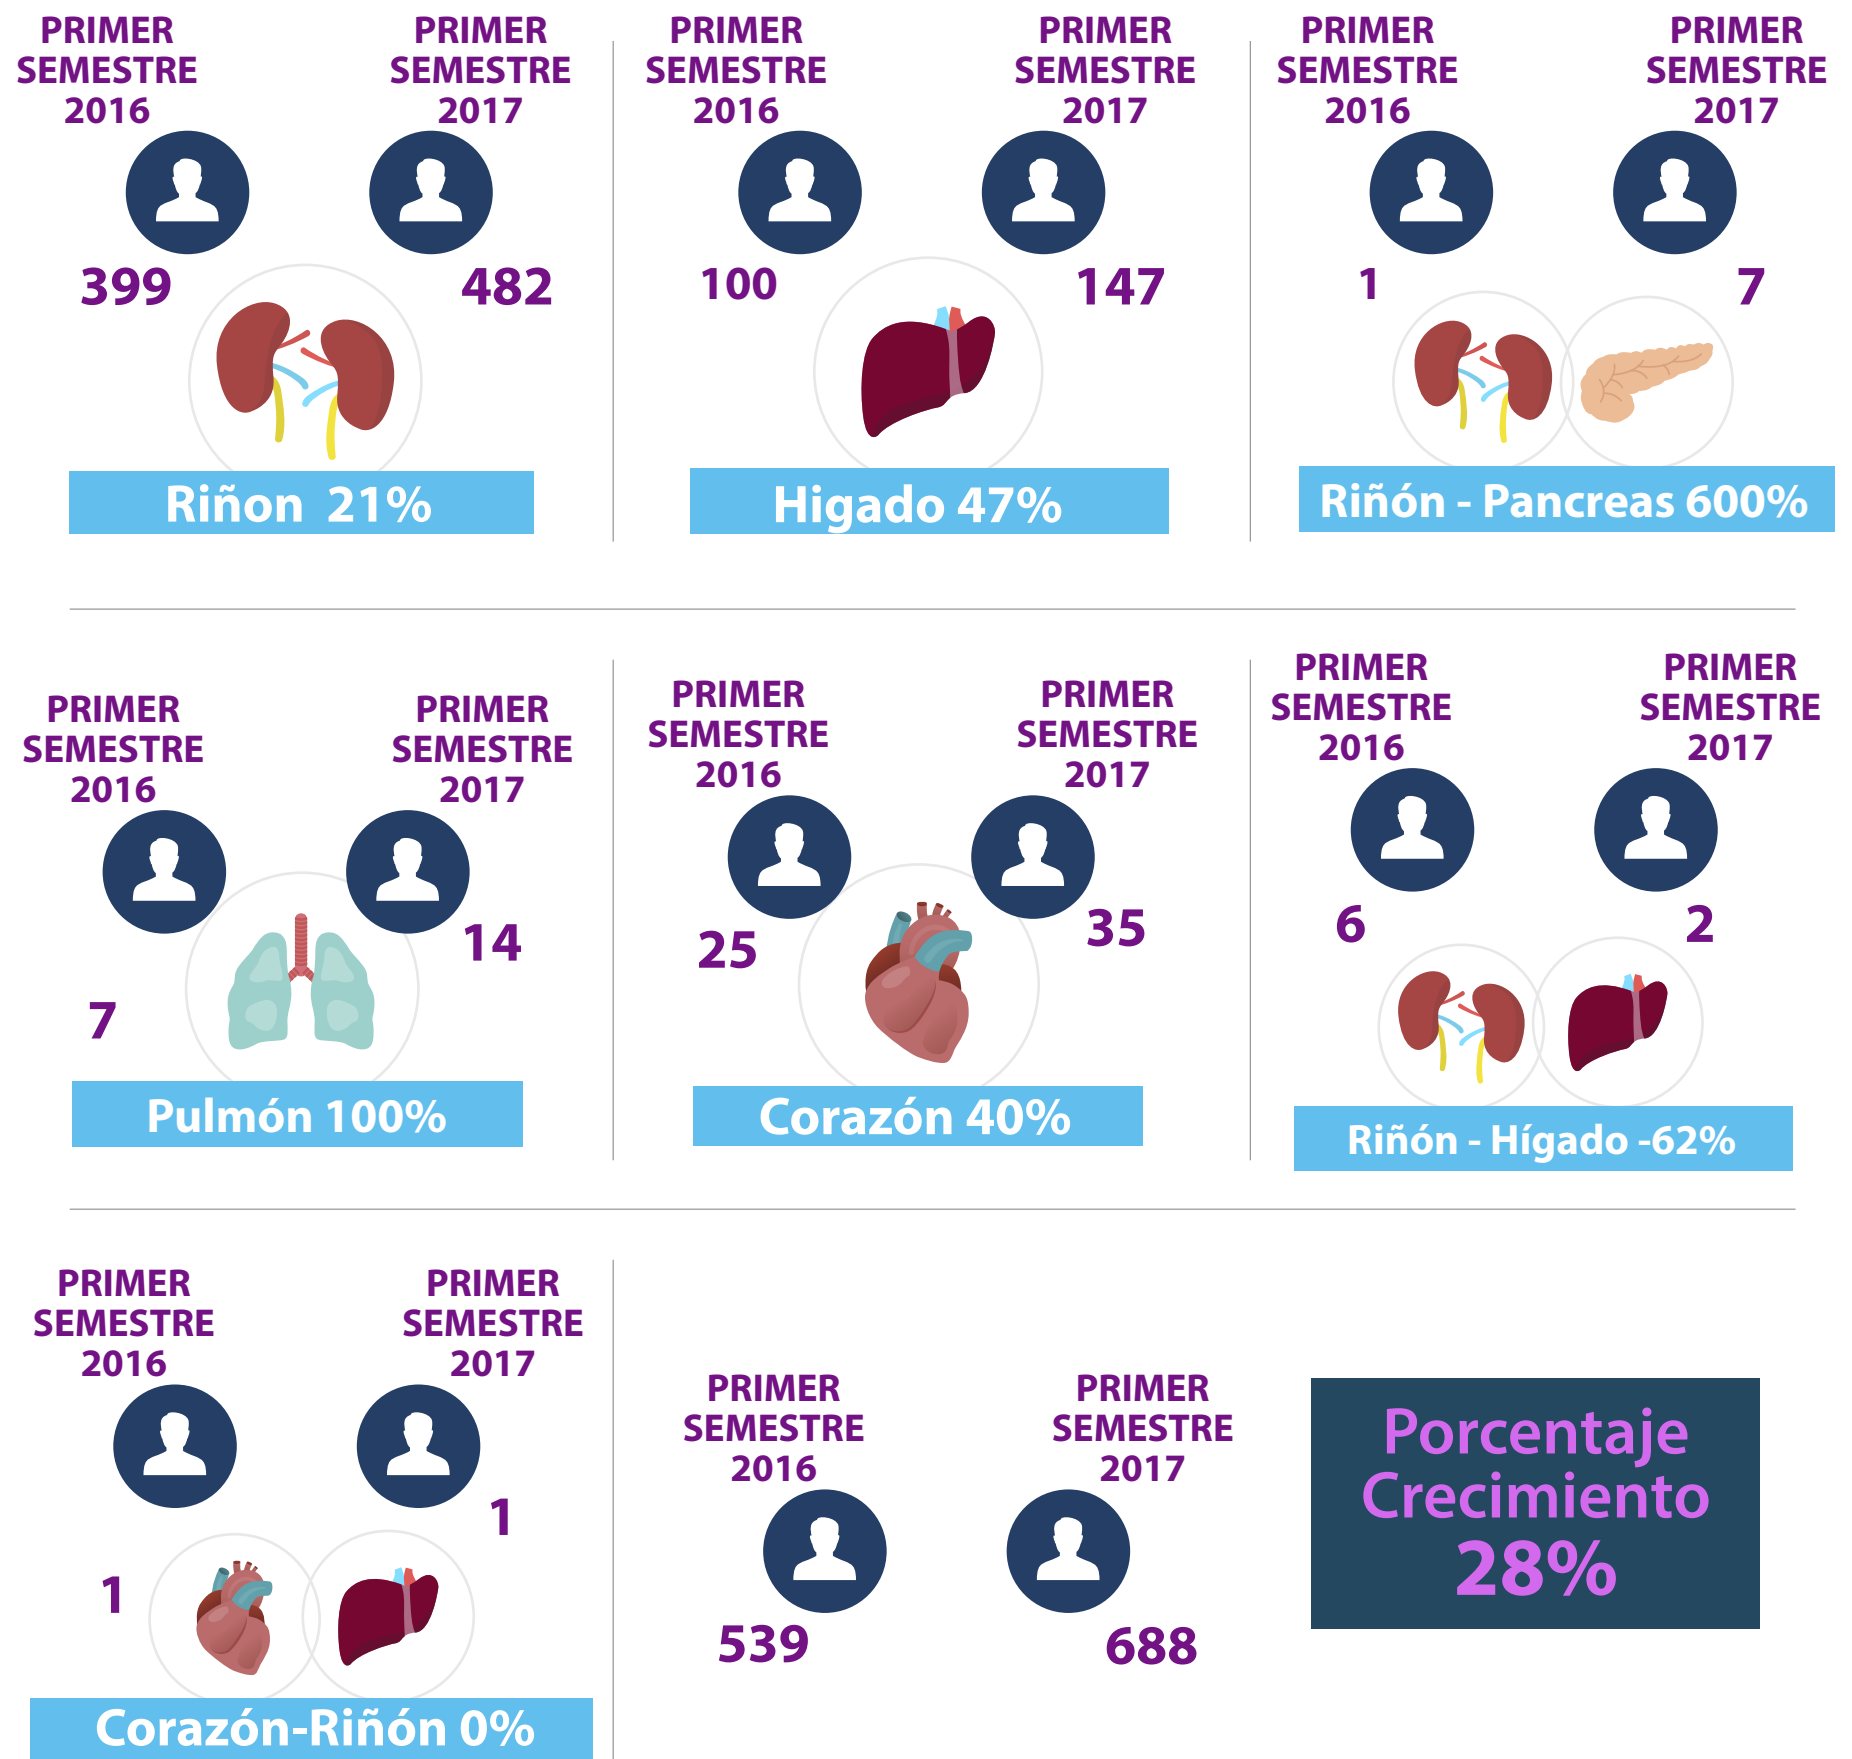 PRIMER
SEMESTRE
2016
PRIMER
SEMESTRE
2017
399
482
Riñon 21%
PRIMER
SEMESTRE
2016
PRIMER
SEMESTRE
2017
100
147
Higado 47%
PRIMER
SEMESTRE
2016
PRIMER
SEMESTRE
2017
1
7
Riñón - Pancreas 600%
PRIMER
SEMESTRE
2016
PRIMER
SEMESTRE
2017
7
14
Pulmón 100%
PRIMER
SEMESTRE
2016
PRIMER
SEMESTRE
2017
25
35
Corazón 40%
PRIMER
SEMESTRE
2016
PRIMER
SEMESTRE
2017
6
2
Riñón - Hígado -62%
PRIMER
SEMESTRE
2016
PRIMER
SEMESTRE
2017
1
1
Corazón-Riñón 0%
PRIMER
SEMESTRE
2016
PRIMER
SEMESTRE
2017
539
688
Porcentaje
Crecimiento
28%